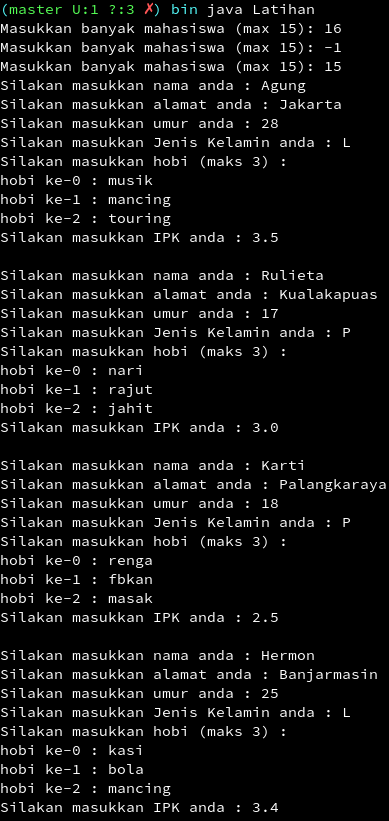 (master U:1 ?:3 ✗) bin java Latihan
Masukkan banyak mahasiswa (max 15): 16
Masukkan banyak mahasiswa (max 15): -1
Masukkan banyak mahasiswa (max 15): 15
Silakan masukkan nama anda : Agung
Silakan masukkan alamat anda : Jakarta
Silakan masukkan umur anda : 28
Silakan masukkan Jenis Kelamin anda : L
Silakan masukkan hobi (maks 3) :
hobi ke-0 : musik
hobi ke-1 : mancing
hobi ke-2 : touring
Silakan masukkan IPK anda : 3.5

Silakan masukkan nama anda : Rulieta
Silakan masukkan alamat anda : Kualakapuas
Silakan masukkan umur anda : 17
Silakan masukkan Jenis Kelamin anda : P
Silakan masukkan hobi (maks 3) :
hobi ke-0 : nari
hobi ke-1 : rajut
hobi ke-2 : jahit
Silakan masukkan IPK anda : 3.0

Silakan masukkan nama anda : Karti
Silakan masukkan alamat anda : Palangkaraya
Silakan masukkan umur anda : 18
Silakan masukkan Jenis Kelamin anda : P
Silakan masukkan hobi (maks 3) :
hobi ke-0 : renga
hobi ke-1 : fbkan
hobi ke-2 : masak
Silakan masukkan IPK anda : 2.5

Silakan masukkan nama anda : Hermon
Silakan masukkan alamat anda : Banjarmasin
Silakan masukkan umur anda : 25
Silakan masukkan Jenis Kelamin anda : L
Silakan masukkan hobi (maks 3) :
hobi ke-0 : kasi
hobi ke-1 : bola
hobi ke-2 : mancing
Silakan masukkan IPK anda : 3.4